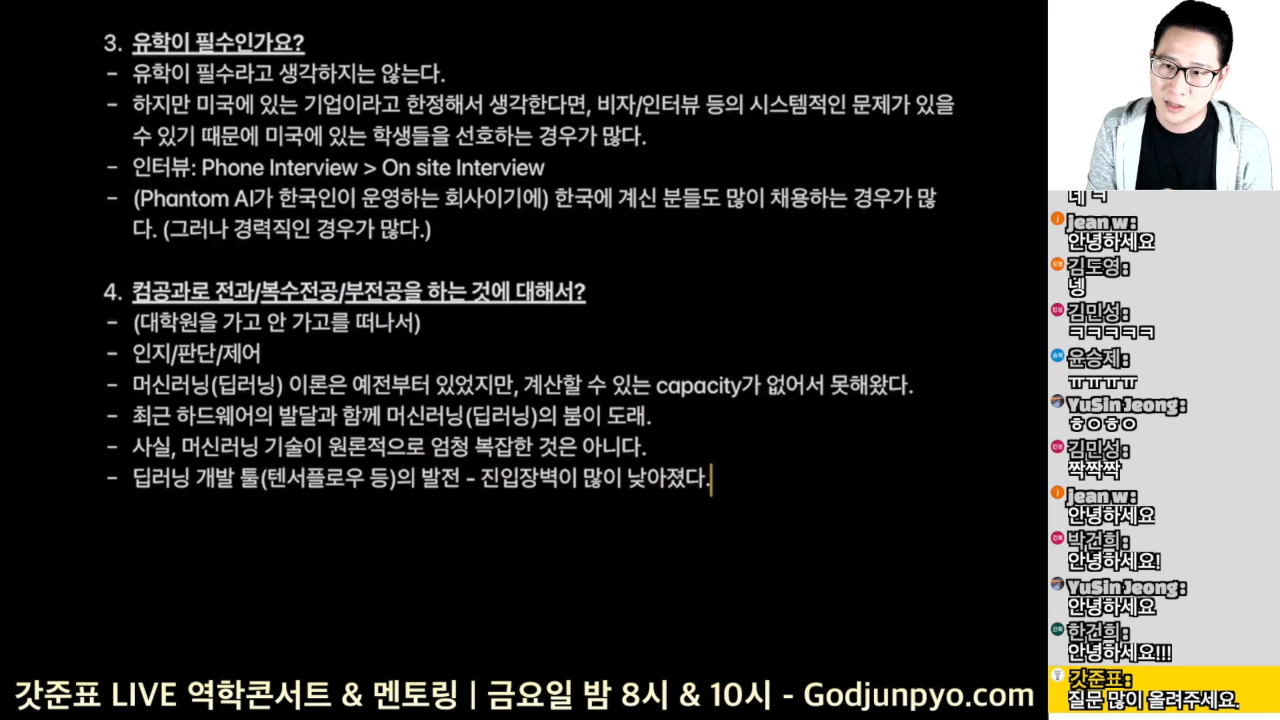 3. 유학이 필수인가요?
- 유학이 필수라고 생각하지는 않는다.
- 하지만 미국에 있는 기업이라고 한정해서 생각한다면, 비자/인터뷰 등의 시스템적인 문제가 있을
수 있기 때문에 미국에 있는 학생들을 선호하는 경우가 많다.
- 인터뷰: Phone Interview > On site Interview
- (Phantom AI가 한국인이 운영하는 회사이기에) 한국에 계신 분들도 많이 채용하는 경우가 많
다. (그러나 경력직인 경우가 많다.)
4. 컴공과로 전과/복수전공/부전공을 하는 것에 대해서?
- (대학원을 가고 안 가고를 떠나서)
- 인지/판단/제어
- 머신러닝(딥러닝) 이론은 예전부터 있었지만, 계산할 수 있는 capacity가 없어서 못해왔다.
- 최근 하드웨어의 발달과 함께 머신러닝(딥러닝)의 붐이 도래.
- 사실, 머신러닝 기술이 원론적으로 엄청 복잡한 것은 아니다.
- 딥러닝 개발 툴(텐서플로우 등)의 발전 - 진입장벽이 많이 낮아졌다.
jean w :
안녕하세요
김도영 :
넹
김민성 :
ㅋㅋㅋㅋㅋ
윤승제 :
ㅠㅠㅠㅠ
YuSin Jeong :
ㅎㅇㅎㅇ
김민성 :
짝짝짝
jean w :
안녕하세요
박건희 :
안녕하세요!
YuSin Jeong :
안녕하세요
한건희 :
안녕하세요!!!
갓준표 :
질문 많이 올려주세요.
갓준표 LIVE 역학콘서트 & 멘토링 | 금요일 밤 8시 & 10시 - Godjunpyo.com